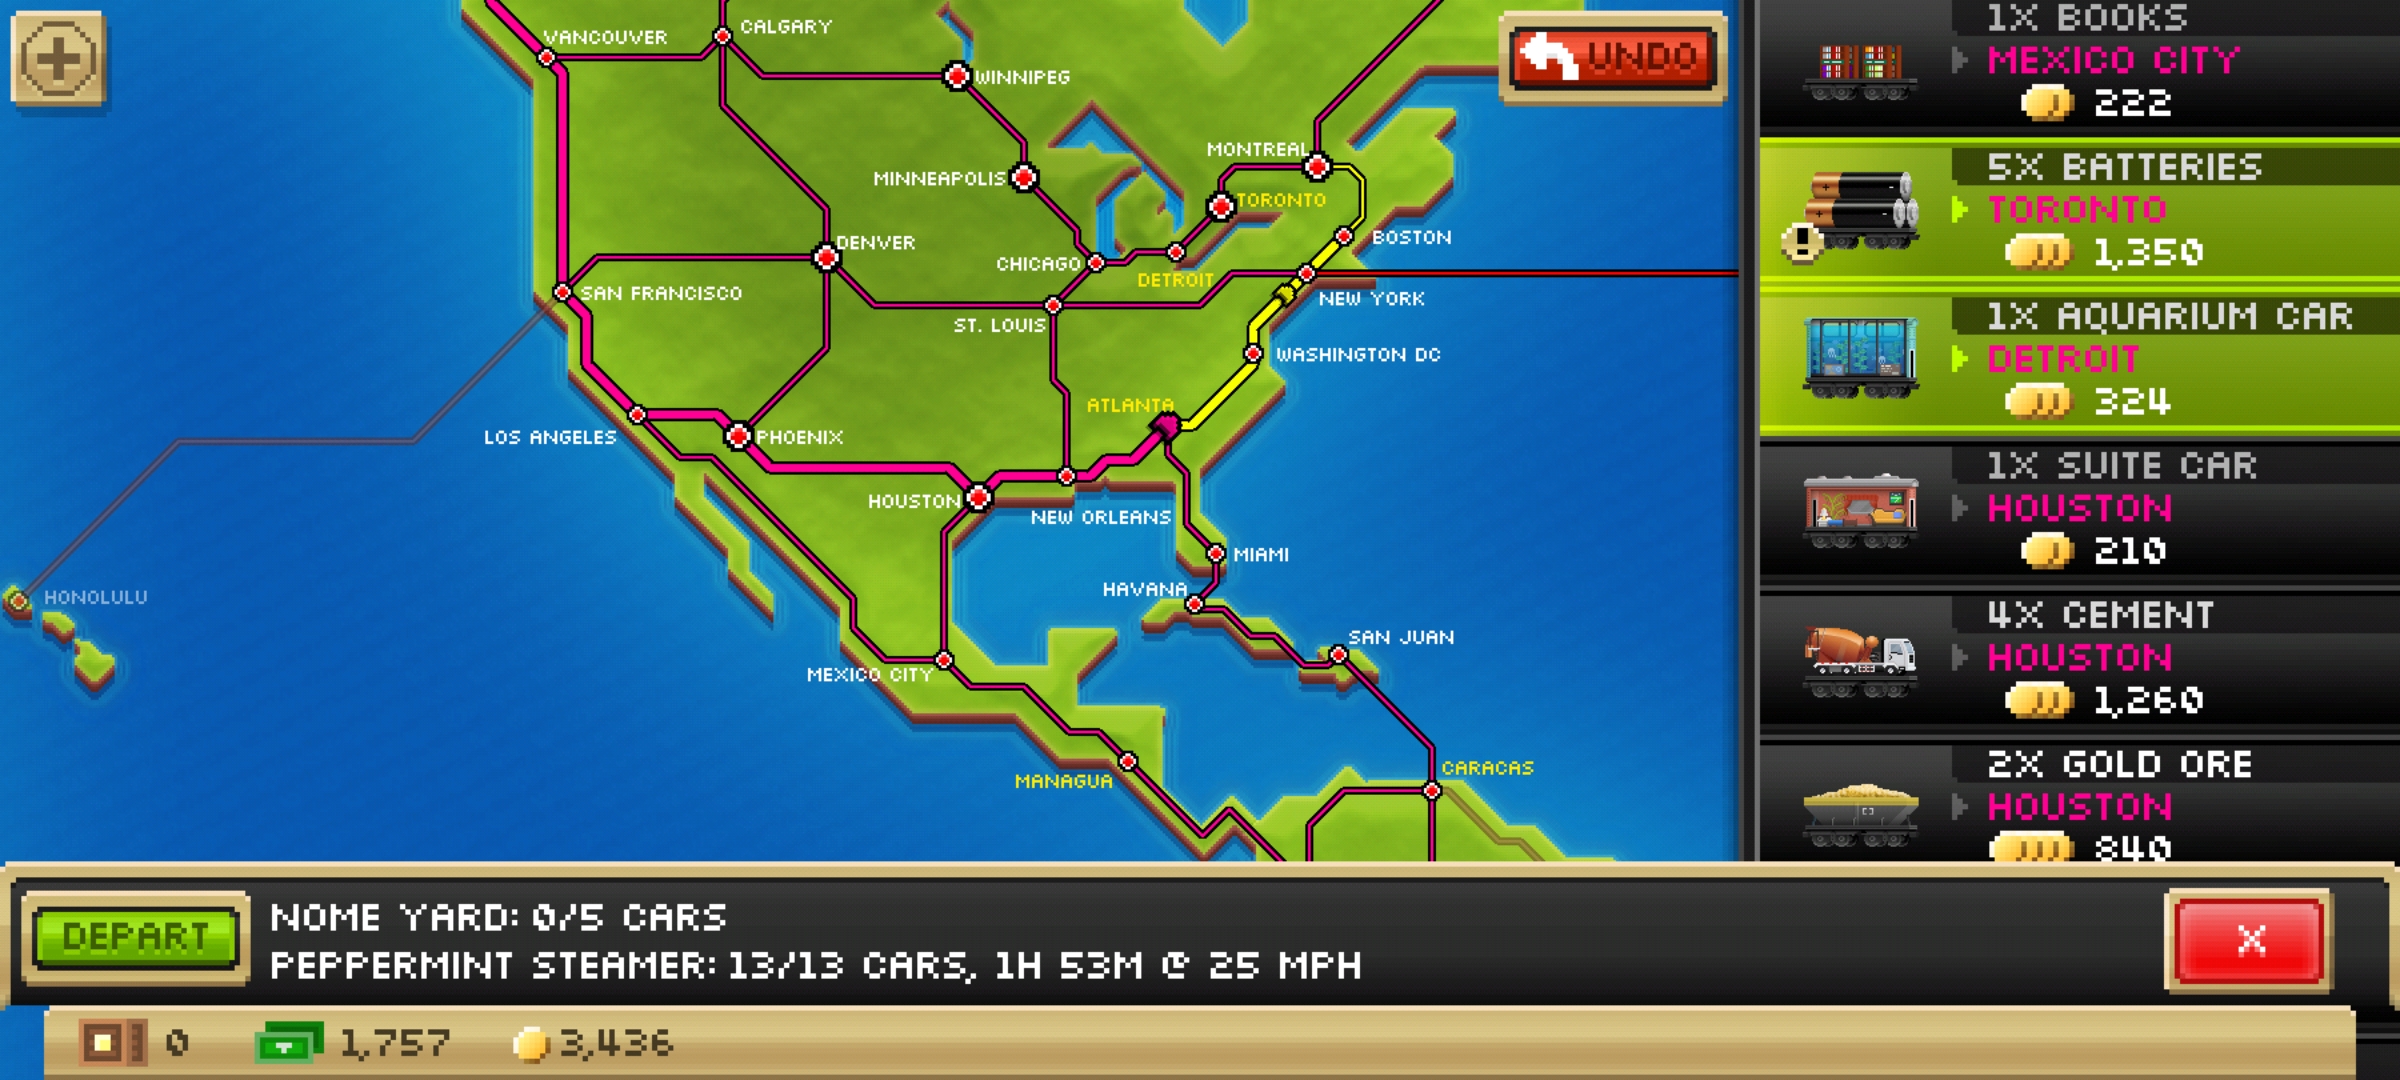 VANCOUVER
CALGARY
WINNIPEG
MINNEAPOLIS
MONTREAL
TORONTO
BOSTON
DENVER
CHICAGO
DETROIT
SAN FRANCISCO
NEW YORK
ST. LOUIS
WASHINGTON DC
ATLANTA
LOS ANGELES
PHOENIX
HOUSTON
NEW ORLEANS
MIAMI
HAVANA
HONOLULU
SAN JUAN
MEXICO CITY
MANAGUA
CARACAS
UNDO
1X BOOKS
MEXICO CITY
222
5X BATTERIES
TORONTO
1,350
1X AQUARIUM CAR
DETROIT
324
1X SUITE CAR
HOUSTON
210
4X CEMENT
HOUSTON
1,260
2X GOLD ORE
HOUSTON
840
DEPART
NOME YARD: 0/5 CARS
PEPPERMINT STEAMER: 13/13 CARS, 1H 53M @ 25 MPH
X
0
1,757
3,436